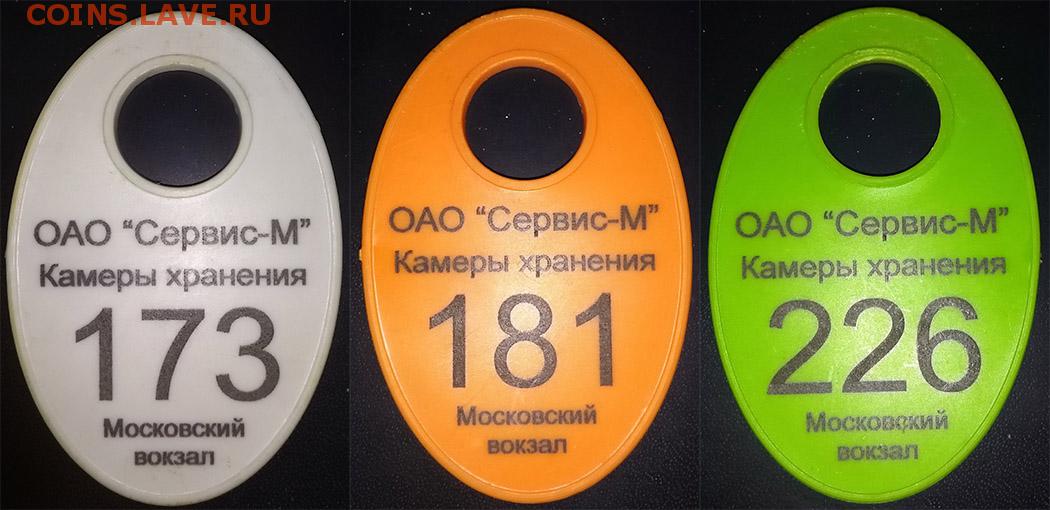 COINS.LAVE.RU
ОАО “Сервис-М”
Камеры хранения
173
Московский
вокзал
ОАО “Сервис-М”
Камеры хранения
181
Московский
вокзал
ОАО “Сервис-М”
Камеры хранения
226
Московский
вокзал